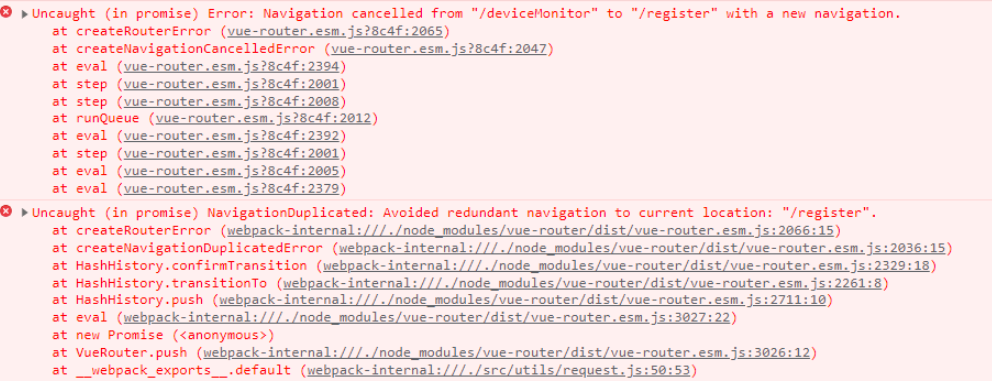 Uncaught (in promise) Error: Navigation cancelled from "/deviceMonitor" to "/register" with a new navigation.
at createRouterError (vue-router.esm.js?8c4f:2065)
at createNavigationCancelledError (vue-router.esm.js?8c4f:2047)
at eval (vue-router.esm.js?8c4f:2394)
at step (vue-router.esm.js?8c4f:2001)
at step (vue-router.esm.js?8c4f:2008)
at runQueue (vue-router.esm.js?8c4f:2012)
at eval (vue-router.esm.js?8c4f:2392)
at step (vue-router.esm.js?8c4f:2001)
at eval (vue-router.esm.js?8c4f:2005)
at eval (vue-router.esm.js?8c4f:2379)
Uncaught (in promise) NavigationDuplicated: Avoided redundant navigation to current location: "/register".
at createRouterError (webpack-internal:///./node_modules/vue-router/dist/vue-router.esm.js:2066:15)
at createNavigationDuplicatedError (webpack-internal:///./node_modules/vue-router/dist/vue-router.esm.js:2036:15)
at HashHistory.confirmTransition (webpack-internal:///./node_modules/vue-router/dist/vue-router.esm.js:2329:18)
at HashHistory.transitionTo (webpack-internal:///./node_modules/vue-router/dist/vue-router.esm.js:2261:8)
at HashHistory.push (webpack-internal:///./node_modules/vue-router/dist/vue-router.esm.js:2711:10)
at eval (webpack-internal:///./node_modules/vue-router/dist/vue-router.esm.js:3027:22)
at new Promise (<anonymous>)
at VueRouter.push (webpack-internal:///./node_modules/vue-router/dist/vue-router.esm.js:3026:12)
at __webpack_exports__.default (webpack-internal:///./src/utils/request.js:50:53)